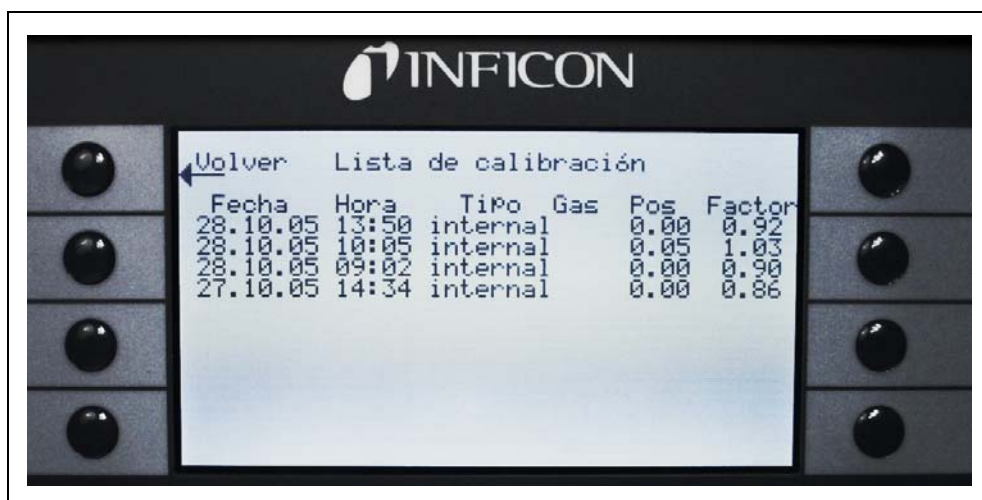 INFICON
Volver Lista de calibración
Fecha Hora Tipo Gas Pos Factor
28.10.05 13:50 internal 0.00 0.92
28.10.05 10:05 internal 0.05 1.03
28.10.05 09:02 internal 0.00 0.90
27.10.05 14:34 internal 0.00 0.86